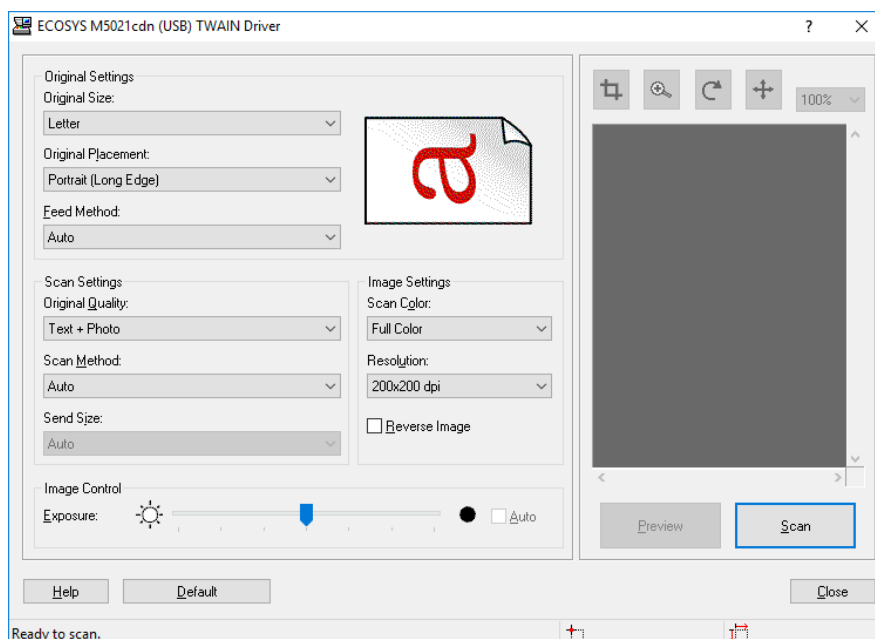 ECOSYS M5021cdn (USB) TWAIN Driver
?
Original Settings
Original Size:
Letter
Original Placement:
Portrait (Long Edge)
Feed Method:
Auto
a
Scan Settings
Original Quality:
Text + Photo
Scan Method:
Auto
Send Size:
Auto
Image Settings
Scan Color:
Full Color
Resolution:
200x200 dpi
Reverse Image
Image Control
Exposure:
Auto
100%
Preview
Scan
Help
Default
Close
Ready to scan.